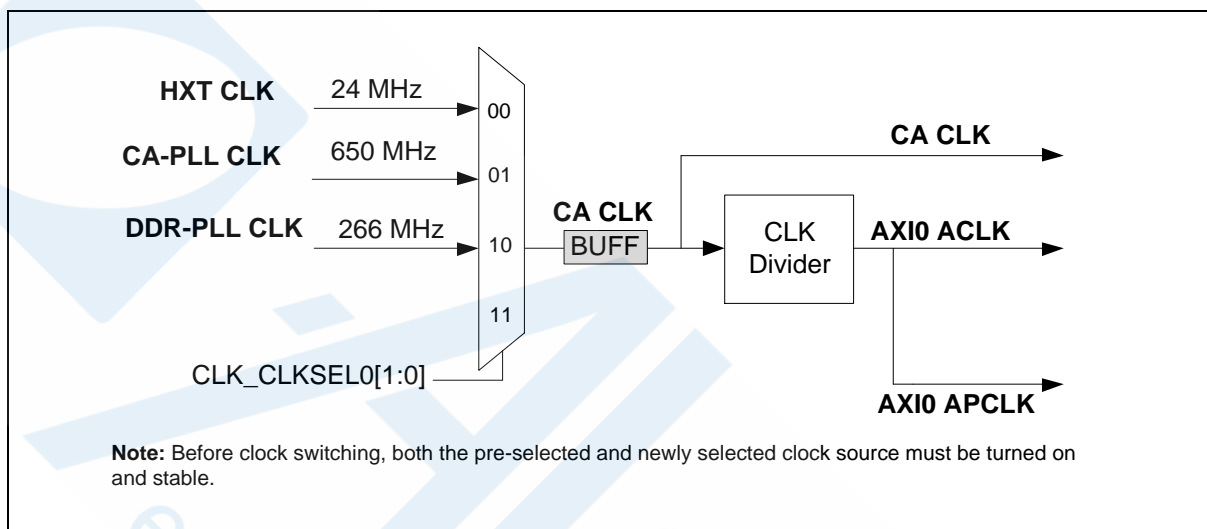 HXT CLK 24 MHz
00
CA-PLL CLK 650 MHz
01
DDR-PLL CLK 266 MHz
10
11
CLK_CLKSEL0[1:0]
CA CLK
BUFF
CA CLK
CLK
Divider
AXI0 ACLK
AXI0 APCLK
Note: Before clock switching, both the pre-selected and newly selected clock source must be turned on
and stable.